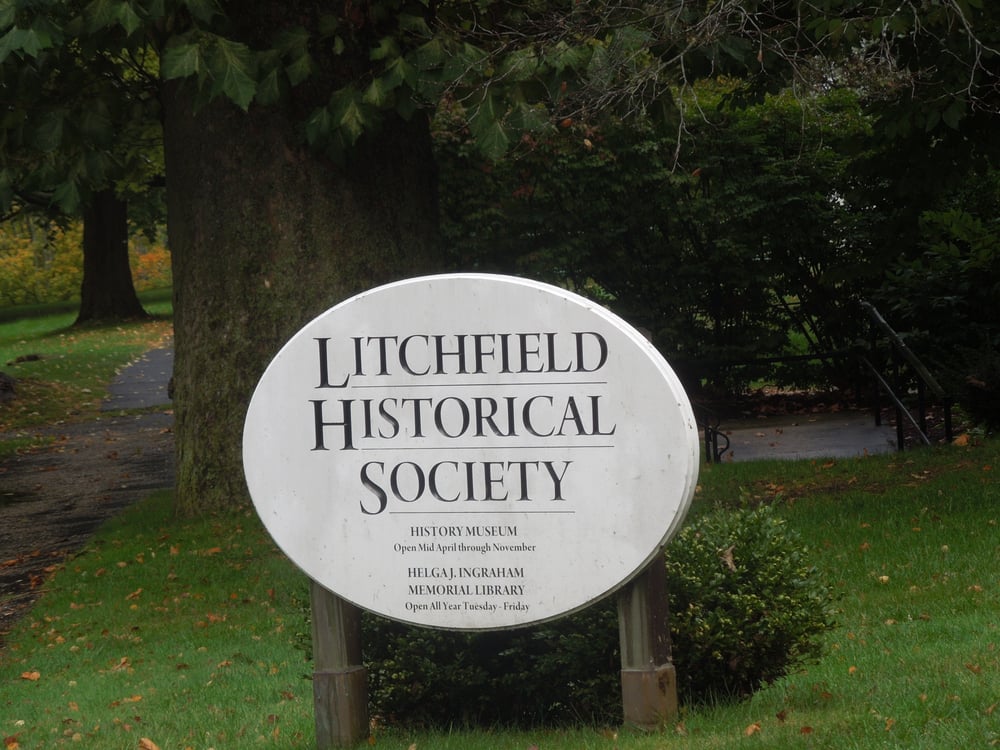 LITCHFIELD
HISTORICAL
SOCIETY
HISTORY MUSEUM
Open Mid April through November
HELGA J. INGRAHAM
MEMORIAL LIBRARY
Open All Year Tuesday - Friday